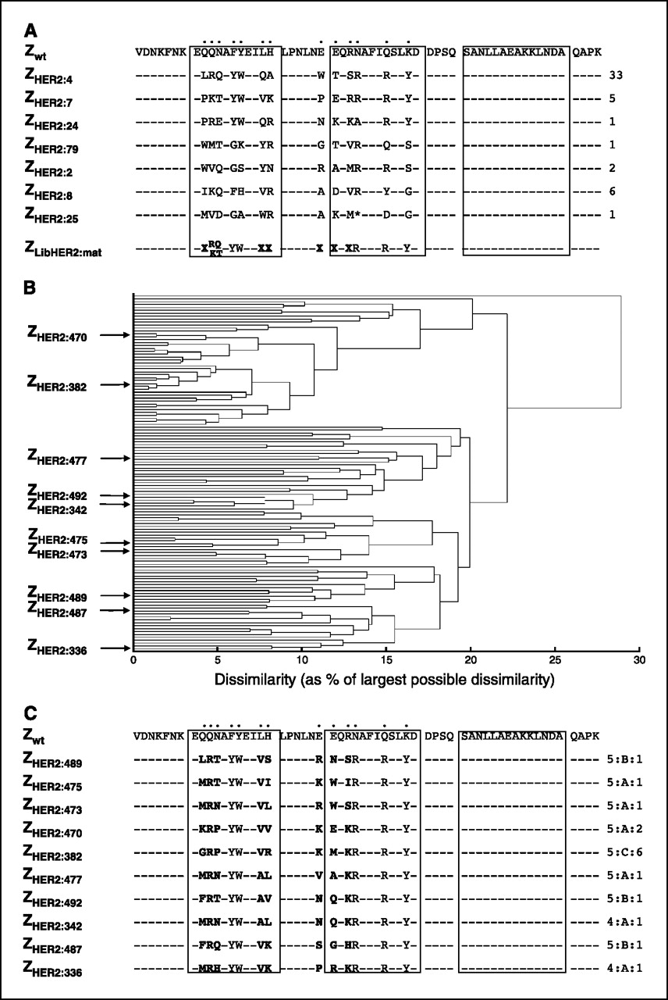 A
Zwt VDNKFNK EQQNAFYEILH LPNLNE EQRNAFIQSLKD DPSQ SANLLAEAKKLNDA QAPK
ZHER2:4 ------- -LRQ-YW--QA -----W T-SR---R--Y- ---- -------------- ---- 33
ZHER2:7 ------- -PKT-YW--VK -----P E-RR---R--Y- ---- -------------- ---- 5
ZHER2:24 ------- -PRE-YW--QR -----N K-KA---R--Y- ---- -------------- ---- 1
ZHER2:79 ------- -WMT-GK--YR -----G T-VR---Q--S- ---- -------------- ---- 1
ZHER2:2 ------- -WVQ-GS--YN -----R A-MR---R--S- ---- -------------- ---- 2
ZHER2:8 ------- -IKQ-FH--VR -----A D-VR---Y--G- ---- -------------- ---- 6
ZHER2:25 ------- -MVD-GA--WR -----A K-M*---D--G- ---- -------------- ---- 1
RQ
ZLibHER2:mat ------- -X -YW--XX -----X X-XR---R--Y- ---- -------------- ----
KT
B
ZHER2:470
ZHER2:382
ZHER2:477
ZHER2:492
ZHER2:342
ZHER2:475
ZHER2:473
ZHER2:489
ZHER2:487
ZHER2:336
0 5 10 15 20 25 30
Dissimilarity (as % of largest possible dissimilarity)
C
Zwt VDNKFNK EQQNAFYEILH LPNLNE EQRNAFIQSLKD DPSQ SANLLAEAKKLNDA QAPK
ZHER2:489 ------- -LRT-YW--VS -----R N-SR---R--Y- ---- -------------- ---- 5:B:1
ZHER2:475 ------- -MRT-YW--VI -----K W-IR---R--Y- ---- -------------- ---- 5:A:1
ZHER2:473 ------- -MRN-YW--VL -----R W-SR---R--Y- ---- -------------- ---- 5:A:1
ZHER2:470 ------- -KRP-YW--VV -----K E-KR---R--Y- ---- -------------- ---- 5:A:2
ZHER2:382 ------- -GRP-YW--VR -----K M-KR---R--Y- ---- -------------- ---- 5:C:6
ZHER2:477 ------- -MRN-YW--AL -----V A-KR---R--Y- ---- -------------- ---- 5:A:1
ZHER2:492 ------- -FRT-YW--AV -----N Q-KR---R--Y- ---- -------------- ---- 5:B:1
ZHER2:342 ------- -MRN-YW--AL -----N Q-KR---R--Y- ---- -------------- ---- 4:A:1
ZHER2:487 ------- -FRQ-YW--VK -----S G-HR---R--Y- ---- -------------- ---- 5:B:1
ZHER2:336 ------- -MRH-YW--VK -----P R-KR---R--Y- ---- -------------- ---- 4:A:1